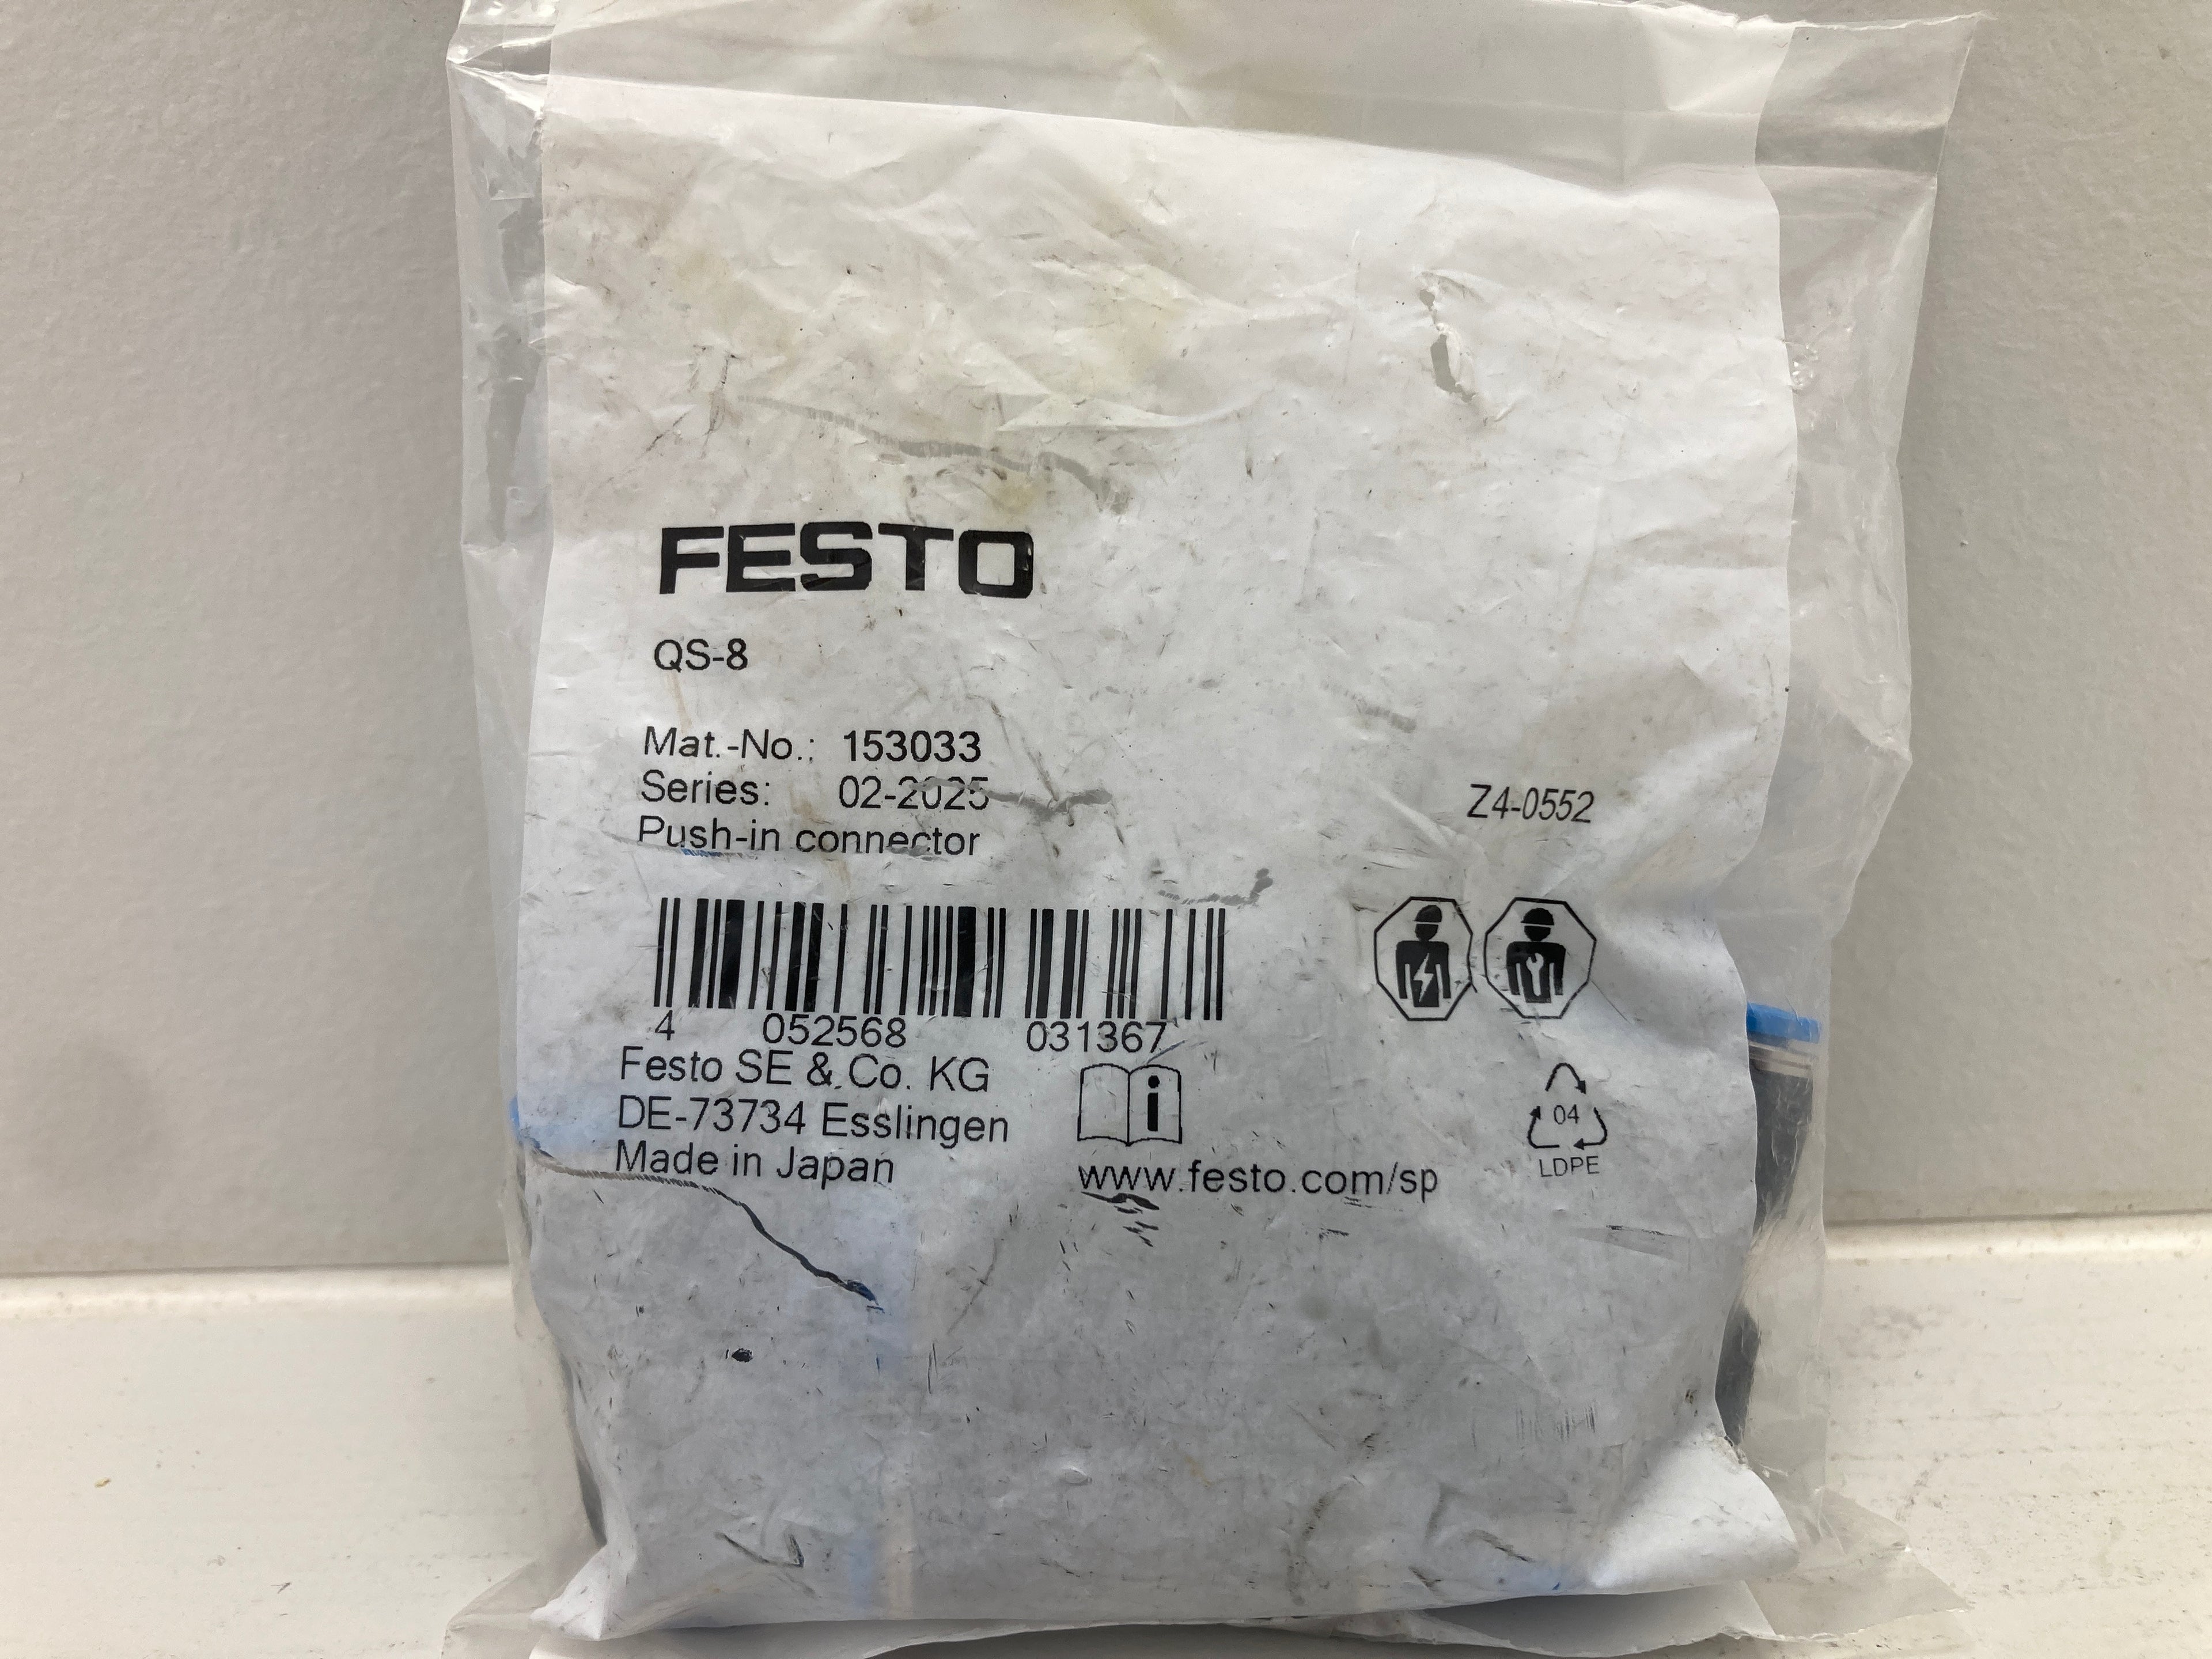 FESTO
QS-8
Mat.-No.: 153033
Series: 02-2025
Push-in connector
Z4-0552
4 052568 031367
Festo SE & Co. KG
DE-73734 Esslingen
Made in Japan
i
www.festo.com/sp
04
LDPE